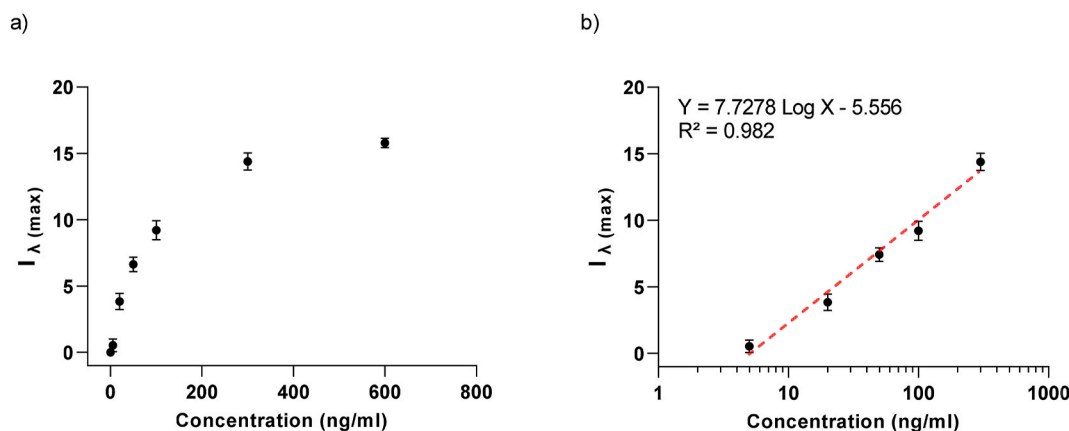 a)
20
15
10
5
0
I λ (max)
0 200 400 600 800
Concentration (ng/ml)
b)
Y = 7.7278 Log X - 5.556
R² = 0.982
20
15
10
5
0
I λ (max)
1 10 100 1000
Concentration (ng/ml)